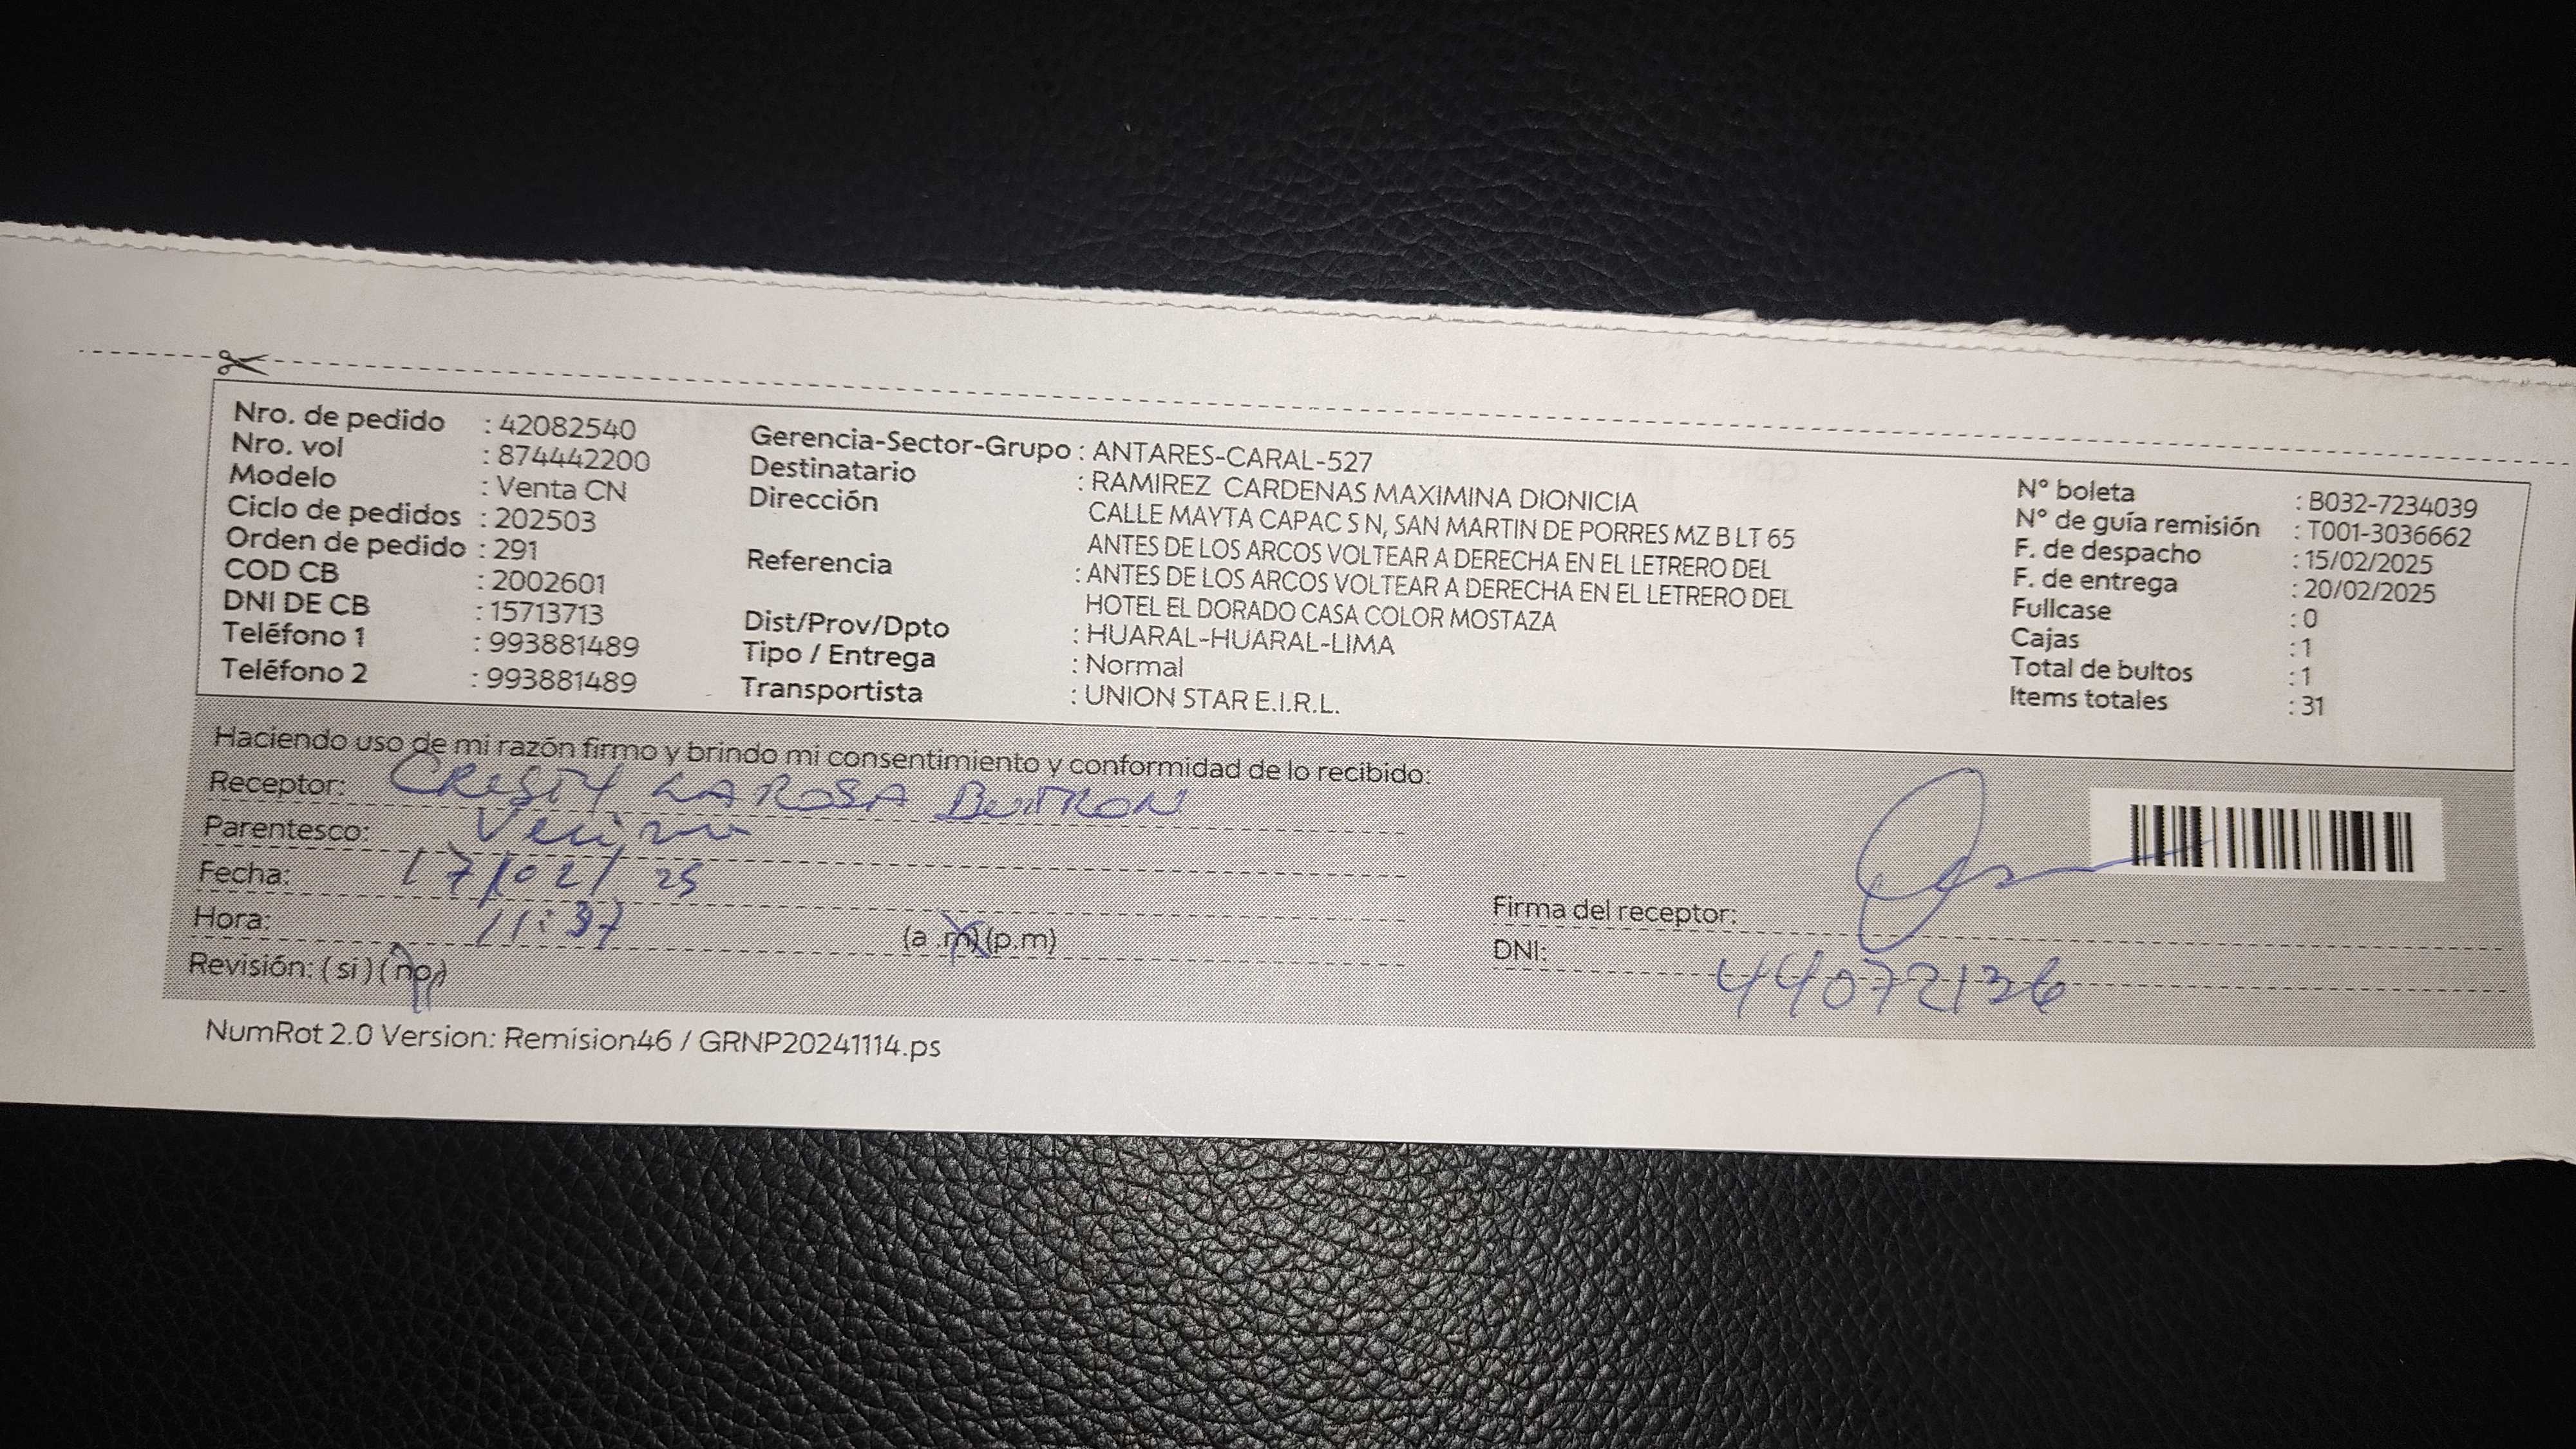 Nro. de pedido : 42082540
Nro. vol : 874442200
Modelo : Venta CN
Ciclo de pedidos : 202503
Orden de pedido : 291
COD CB : 2002601
DNI DE CB : 15713713
Teléfono 1 : 993881489
Teléfono 2 : 993881489
Gerencia-Sector-Grupo : ANTARES-CARAL-527
Destinatario : RAMIREZ CARDENAS MAXIMINA DIONICIA
Dirección CALLE MAYTA CAPAC S N, SAN MARTIN DE PORRES MZ B LT 65
ANTES DE LOS ARCOS VOLTEAR A DERECHA EN EL LETRERO DEL
Referencia : ANTES DE LOS ARCOS VOLTEAR A DERECHA EN EL LETRERO DEL
HOTEL EL DORADO CASA COLOR MOSTAZA
Dist/Prov/Dpto : HUARAL-HUARAL-LIMA
Tipo / Entrega : Normal
Transportista : UNION STAR E.I.R.L.
N° boleta : B032-7234039
N° de guía remisión : T001-3036662
F. de despacho : 15/02/2025
F. de entrega : 20/02/2025
Fullcase : 0
Cajas : 1
Total de bultos : 1
Items totales : 31
Haciendo uso de mi razón firmo y brindo mi consentimiento y conformidad de lo recibido:
Receptor: LA ROSA
Parentesco: Vecina
Fecha: 17/02/25
Hora: 11:37 (a .m) (p.m)
Revisión: (si) (no)
Firma del receptor:
DNI: 44072136
NumRot 2.0 Version: Remision46 / GRNP20241114.ps